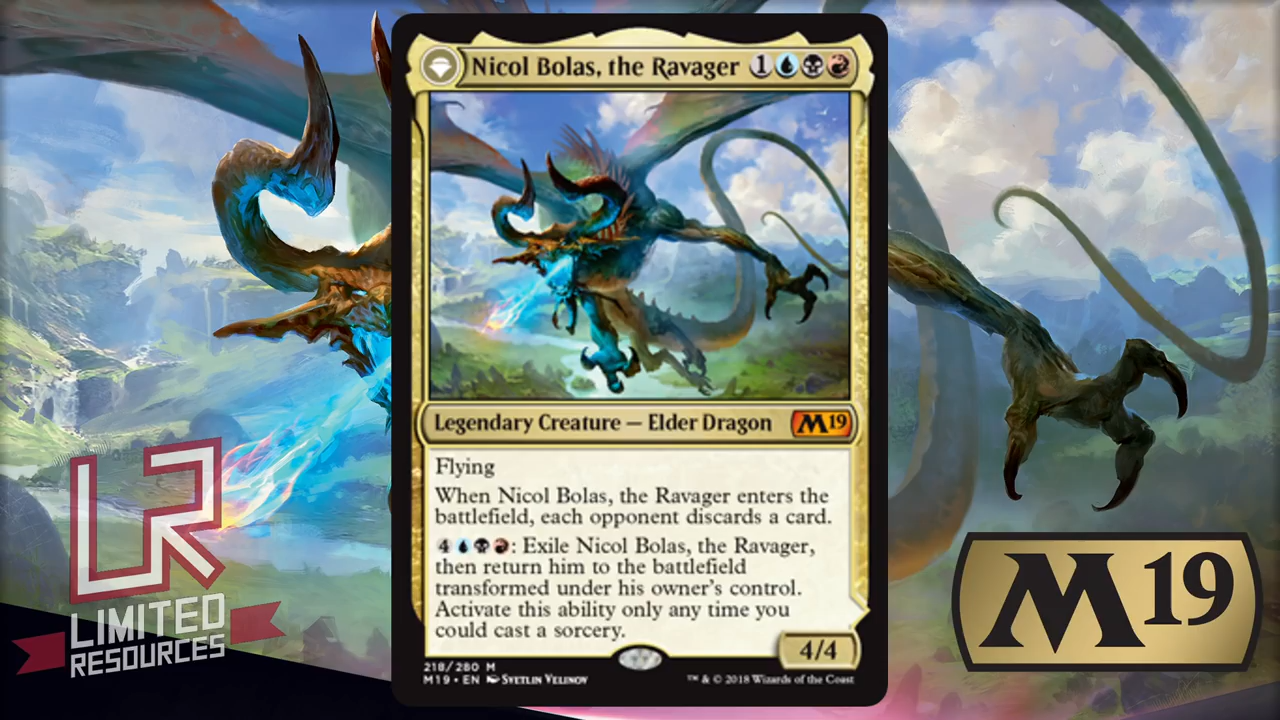 Nicol Bolas, the Ravager 1
Legendary Creature — Elder Dragon M19
Flying
When Nicol Bolas, the Ravager enters the
battlefield, each opponent discards a card.
4: Exile Nicol Bolas, the Ravager,
then return him to the battlefield
transformed under his owner's control.
Activate this ability only any time you
could cast a sorcery.
4/4
218/280 M
M19 • EN Svetlin Velinov
™ & © 2018 Wizards of the Coast
LR
LIMITED
RESOURCES
M19